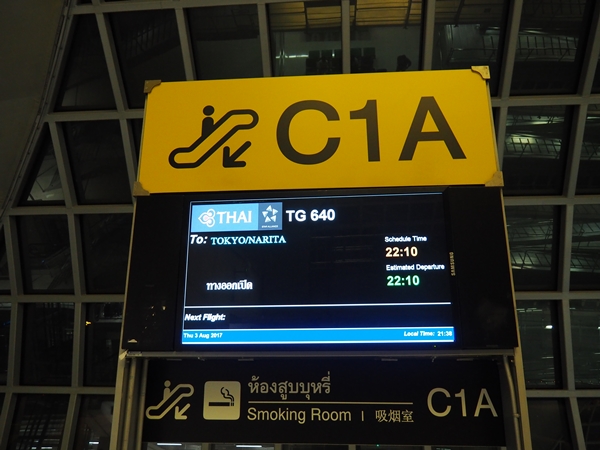 C1A
THAI TG 640
To: TOKYO/NARITA
Schedule Time
22:10
Estimated Departure
22:10
ทางออกเปิด
Next Flight:
Thu 3 Aug 2017 Local Time: 21:36
SAMSUNG
ห้องสูบบุหรี่
Smoking Room | 吸烟室
C1A